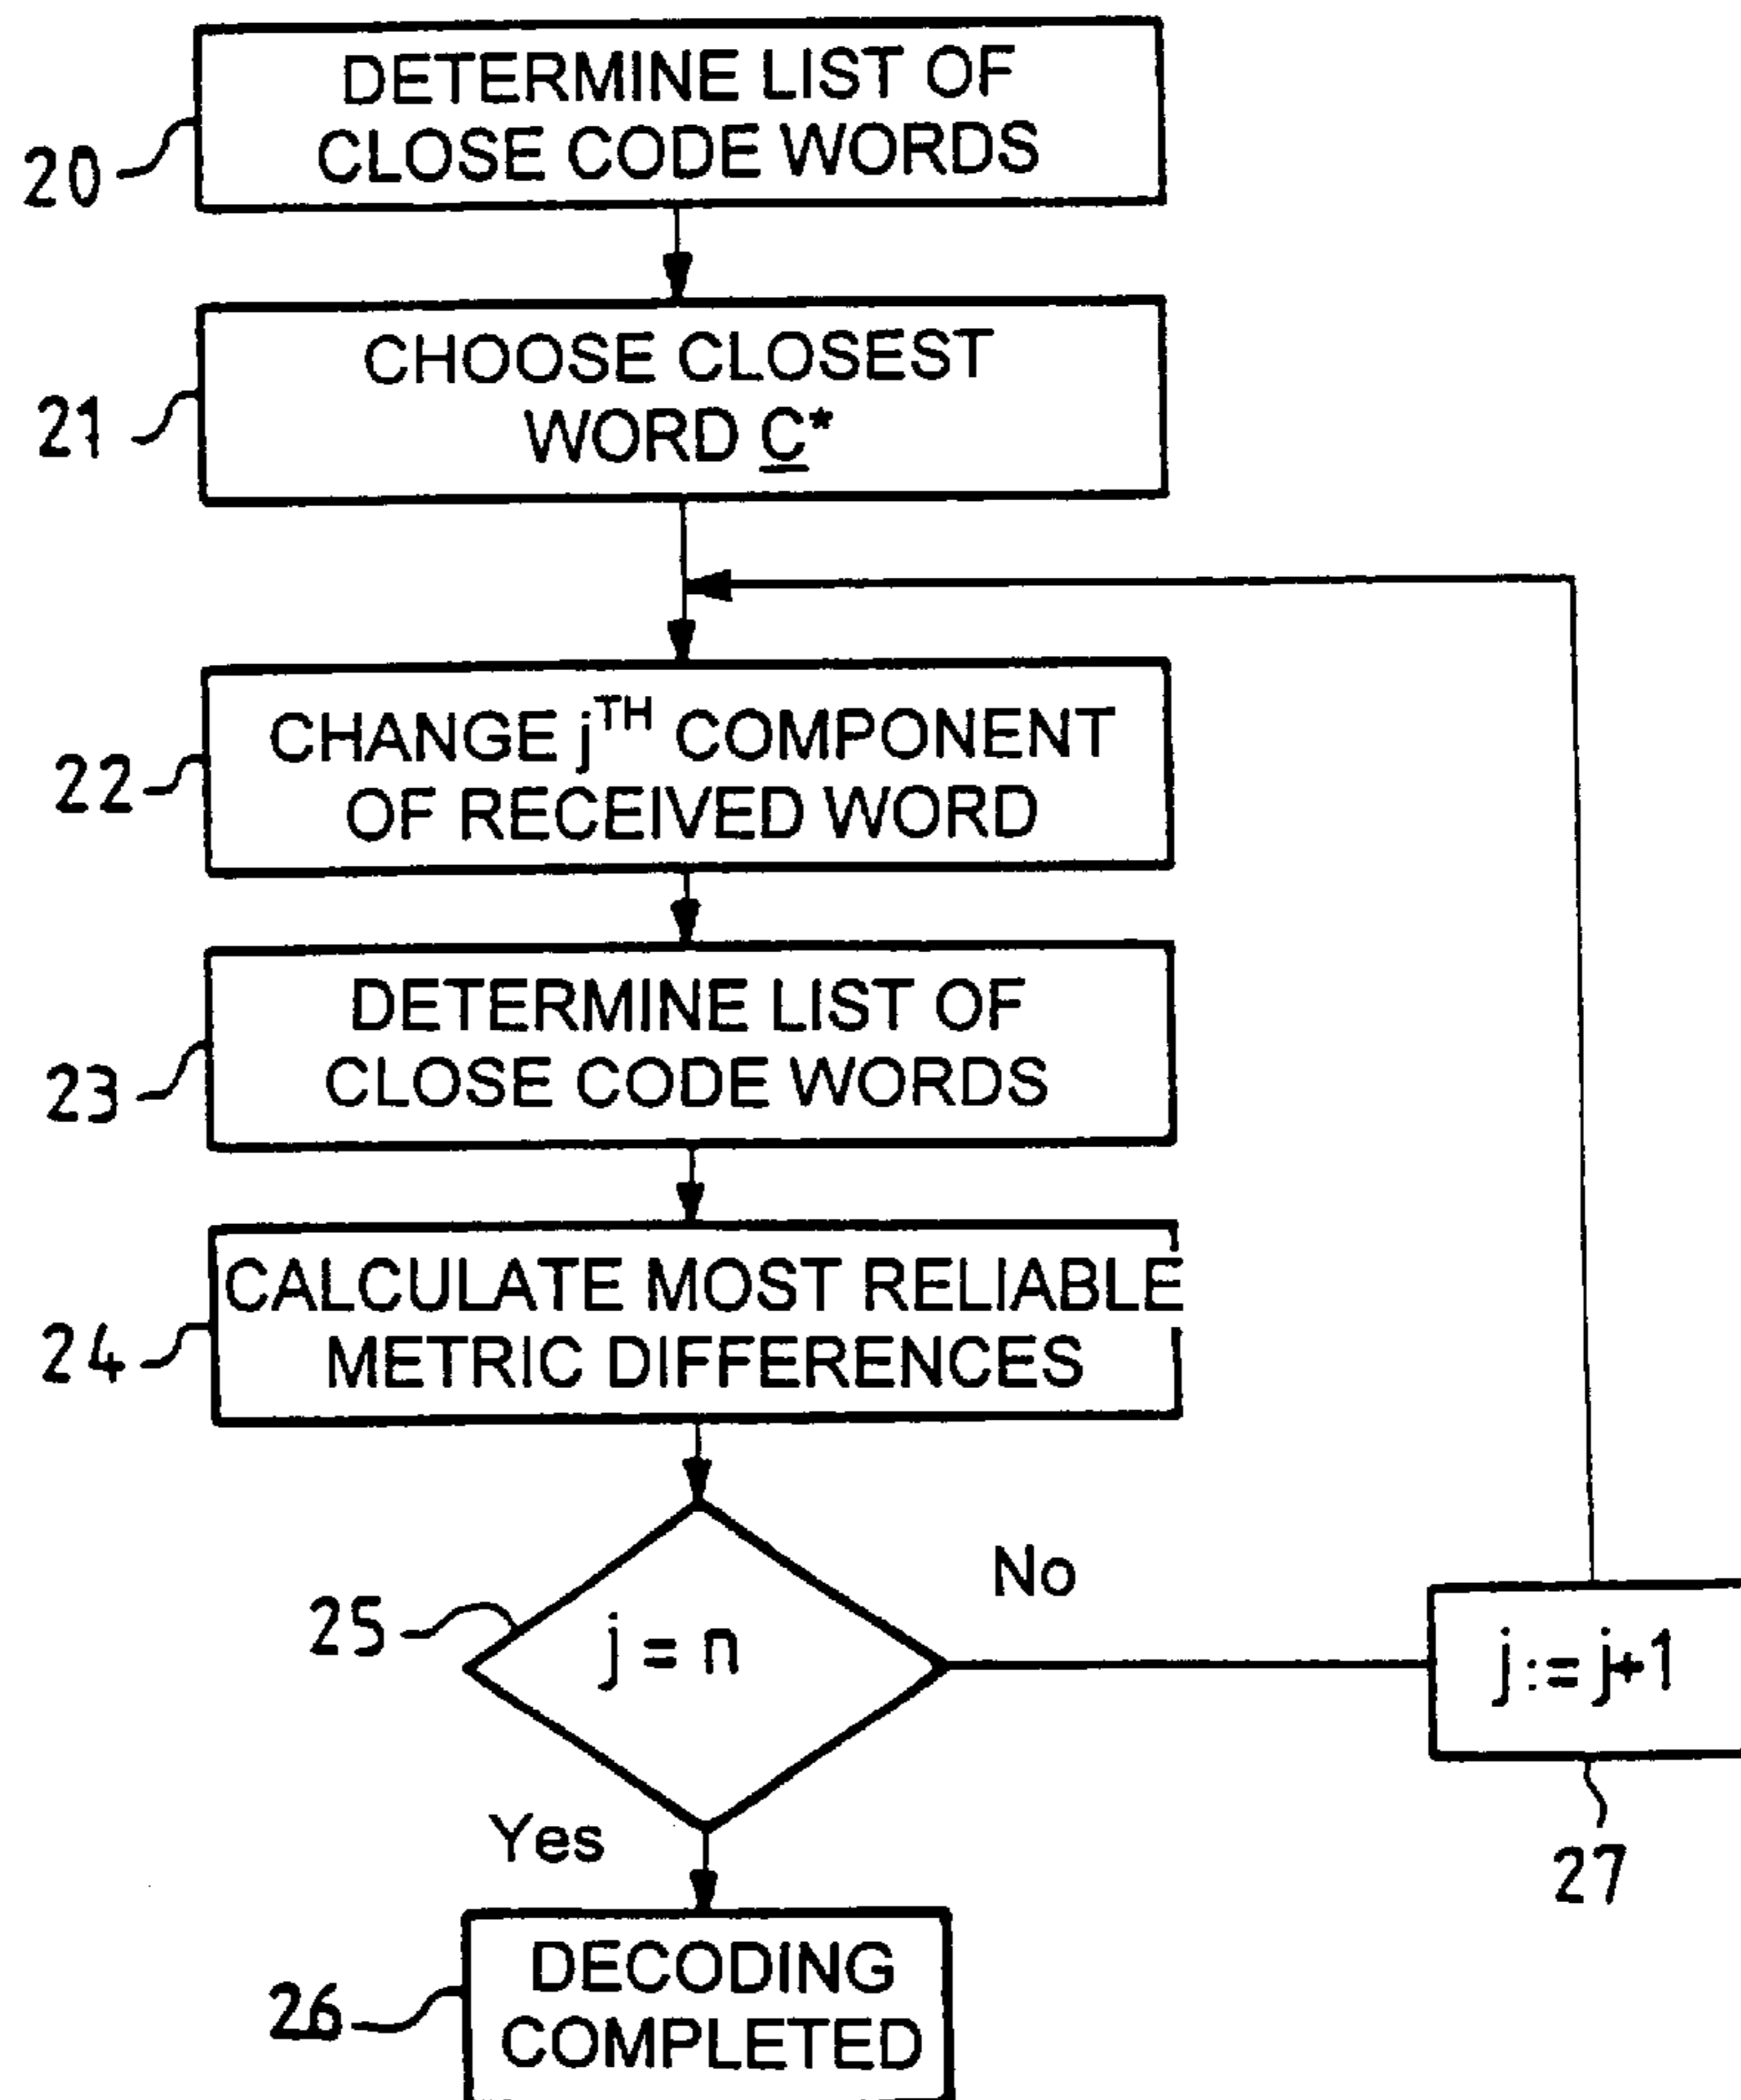 DETERMINE LIST OF
CLOSE CODE WORDS
20
CHOOSE CLOSEST
WORD C*
21
CHANGE jTH COMPONENT
OF RECEIVED WORD
22
DETERMINE LIST OF
CLOSE CODE WORDS
23
CALCULATE MOST RELIABLE
METRIC DIFFERENCES
24
No
25
j = n
j := j+1
Yes
27
DECODING
COMPLETED
26